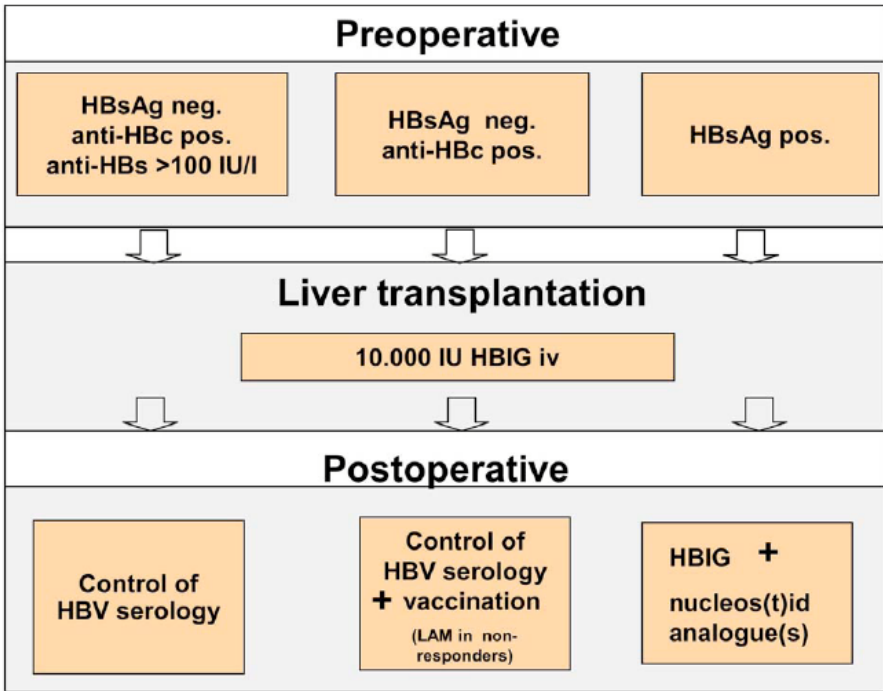 Preoperative
HBsAg neg.
anti-HBc pos.
anti-HBs >100 IU/l
HBsAg neg.
anti-HBc pos.
HBsAg pos.
Liver transplantation
10.000 IU HBIG iv
Postoperative
Control of
HBV serology
Control of
HBV serology
+ vaccination
(LAM in non-
responders)
HBIG +
nucleos(t)id
analogue(s)